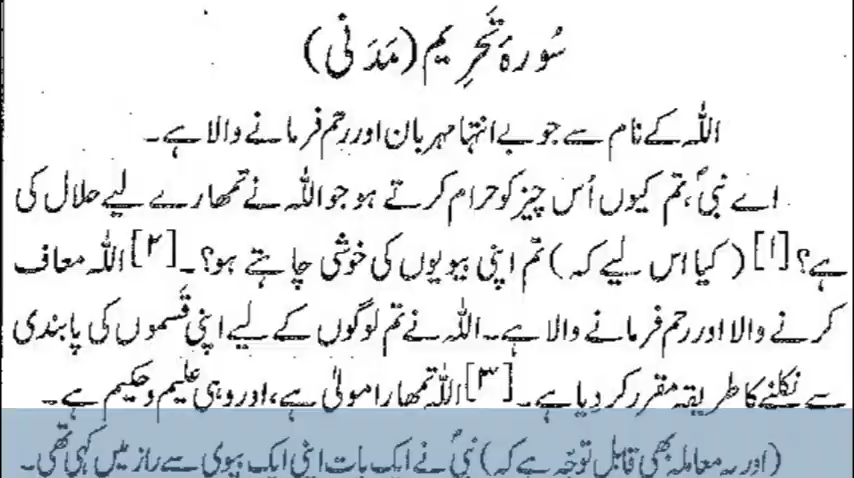 سُورۂ تَحرِیم (مَدَنی)
اللہ کے نام سے جو بے انتہا مہربان اور رحم فرمانے والا ہے۔
اے نبیؐ، تم کیوں اُس چیز کو حرام کرتے ہو جو اللہ نے تمھارے لیے حلال کی
ہے؟ [۱] (کیا اس لیے کہ) تم اپنی بیویوں کی خوشی چاہتے ہو؟۔ [۲] اللہ معاف
کرنے والا اور رحم فرمانے والا ہے۔ اللہ نے تم لوگوں کے لیے اپنی قَسموں کی پابندی
سے نکلنے کا طریقہ مقرر کر دیا ہے۔ [۳] اللہ تمھارا مولیٰ ہے، اور وہی علیم و حکیم ہے۔
(اور یہ معاملہ بھی قابلِ توجّہ ہے کہ) نبیؐ نے ایک بات اپنی ایک بیوی سے راز میں کہی تھی۔